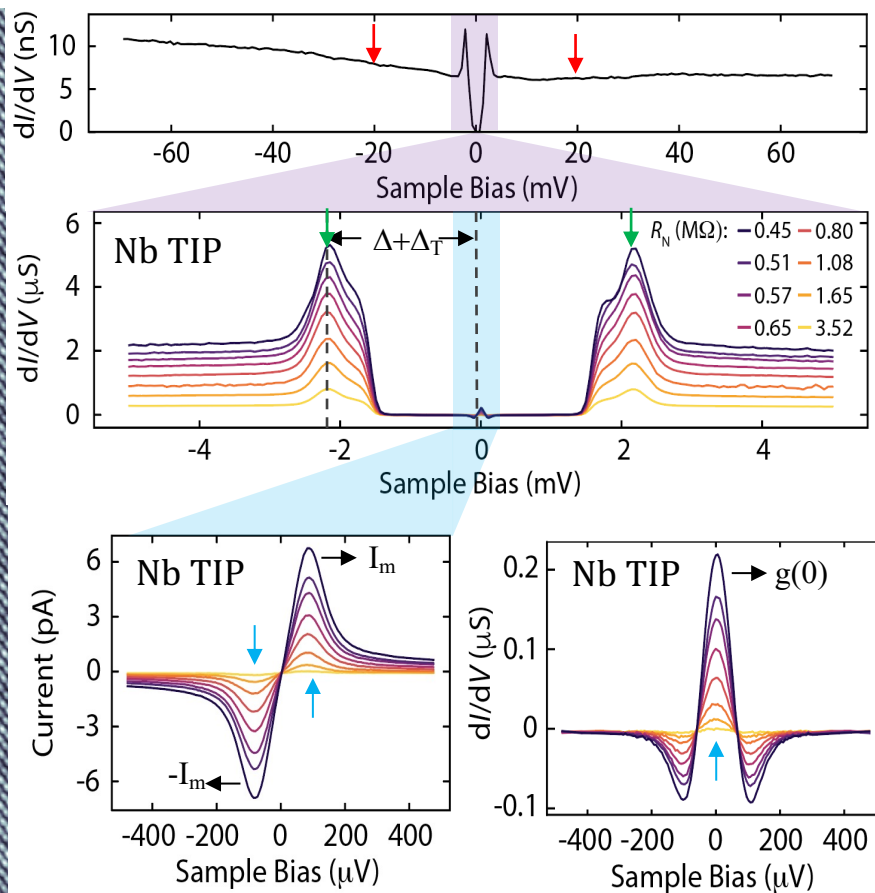 dI/dV (nS)
10
5
0
-60 -40 -20 0 20 40 60
Sample Bias (mV)
Nb TIP
Δ+Δ_T
R_N (MΩ):
0.45 0.80
0.51 1.08
0.57 1.65
0.65 3.52
dI/dV (μS)
6
4
2
0
-4 -2 0 2 4
Sample Bias (mV)
Nb TIP
I_m
-I_m
Current (pA)
6
3
0
-3
-6
-400 -200 0 200 400
Sample Bias (μV)
Nb TIP
g(0)
dI/dV (μS)
0.2
0.1
0
-0.1
-400 -200 0 200 400
Sample Bias (μV)